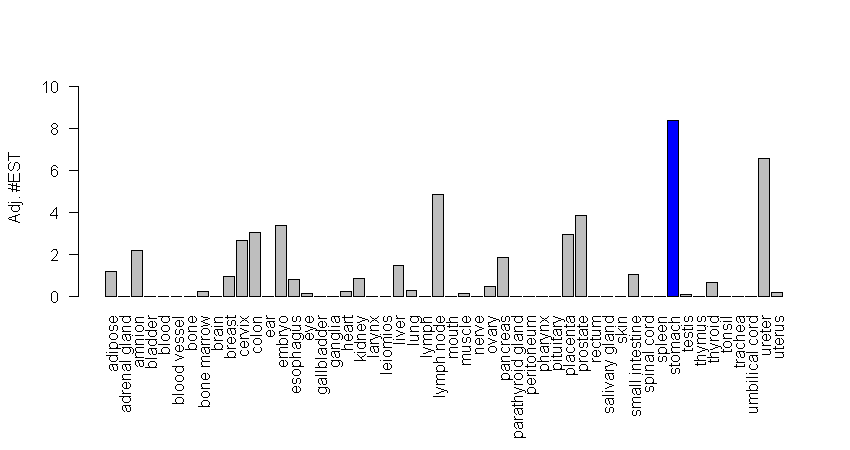 Adj. #EST
10
8
6
4
2
0
adipose
adrenal gland
amnion
bladder
blood
blood vessel
bone
bone marrow
brain
breast
cervix
colon
ear
embryo
esophagus
eye
gallbladder
ganglia
heart
kidney
larynx
leiomios
liver
lung
lymph
lymph node
mouth
muscle
nerve
ovary
pancreas
parathyroid gland
peritoneum
pharynx
pituitary
placenta
prostate
rectum
salivary gland
skin
small intestine
spinal cord
spleen
stomach
testis
thymus
thyroid
tonsil
trachea
umbilical cord
ureter
uterus